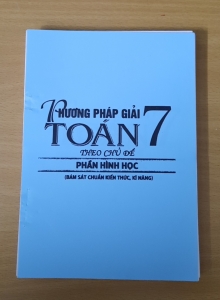 PHƯƠNG PHÁP GIẢI
TOÁN 7
THEO CHỦ ĐỀ
PHẦN HÌNH HỌC
(BÁM SÁT CHUẨN KIẾN THỨC, KĨ NĂNG)